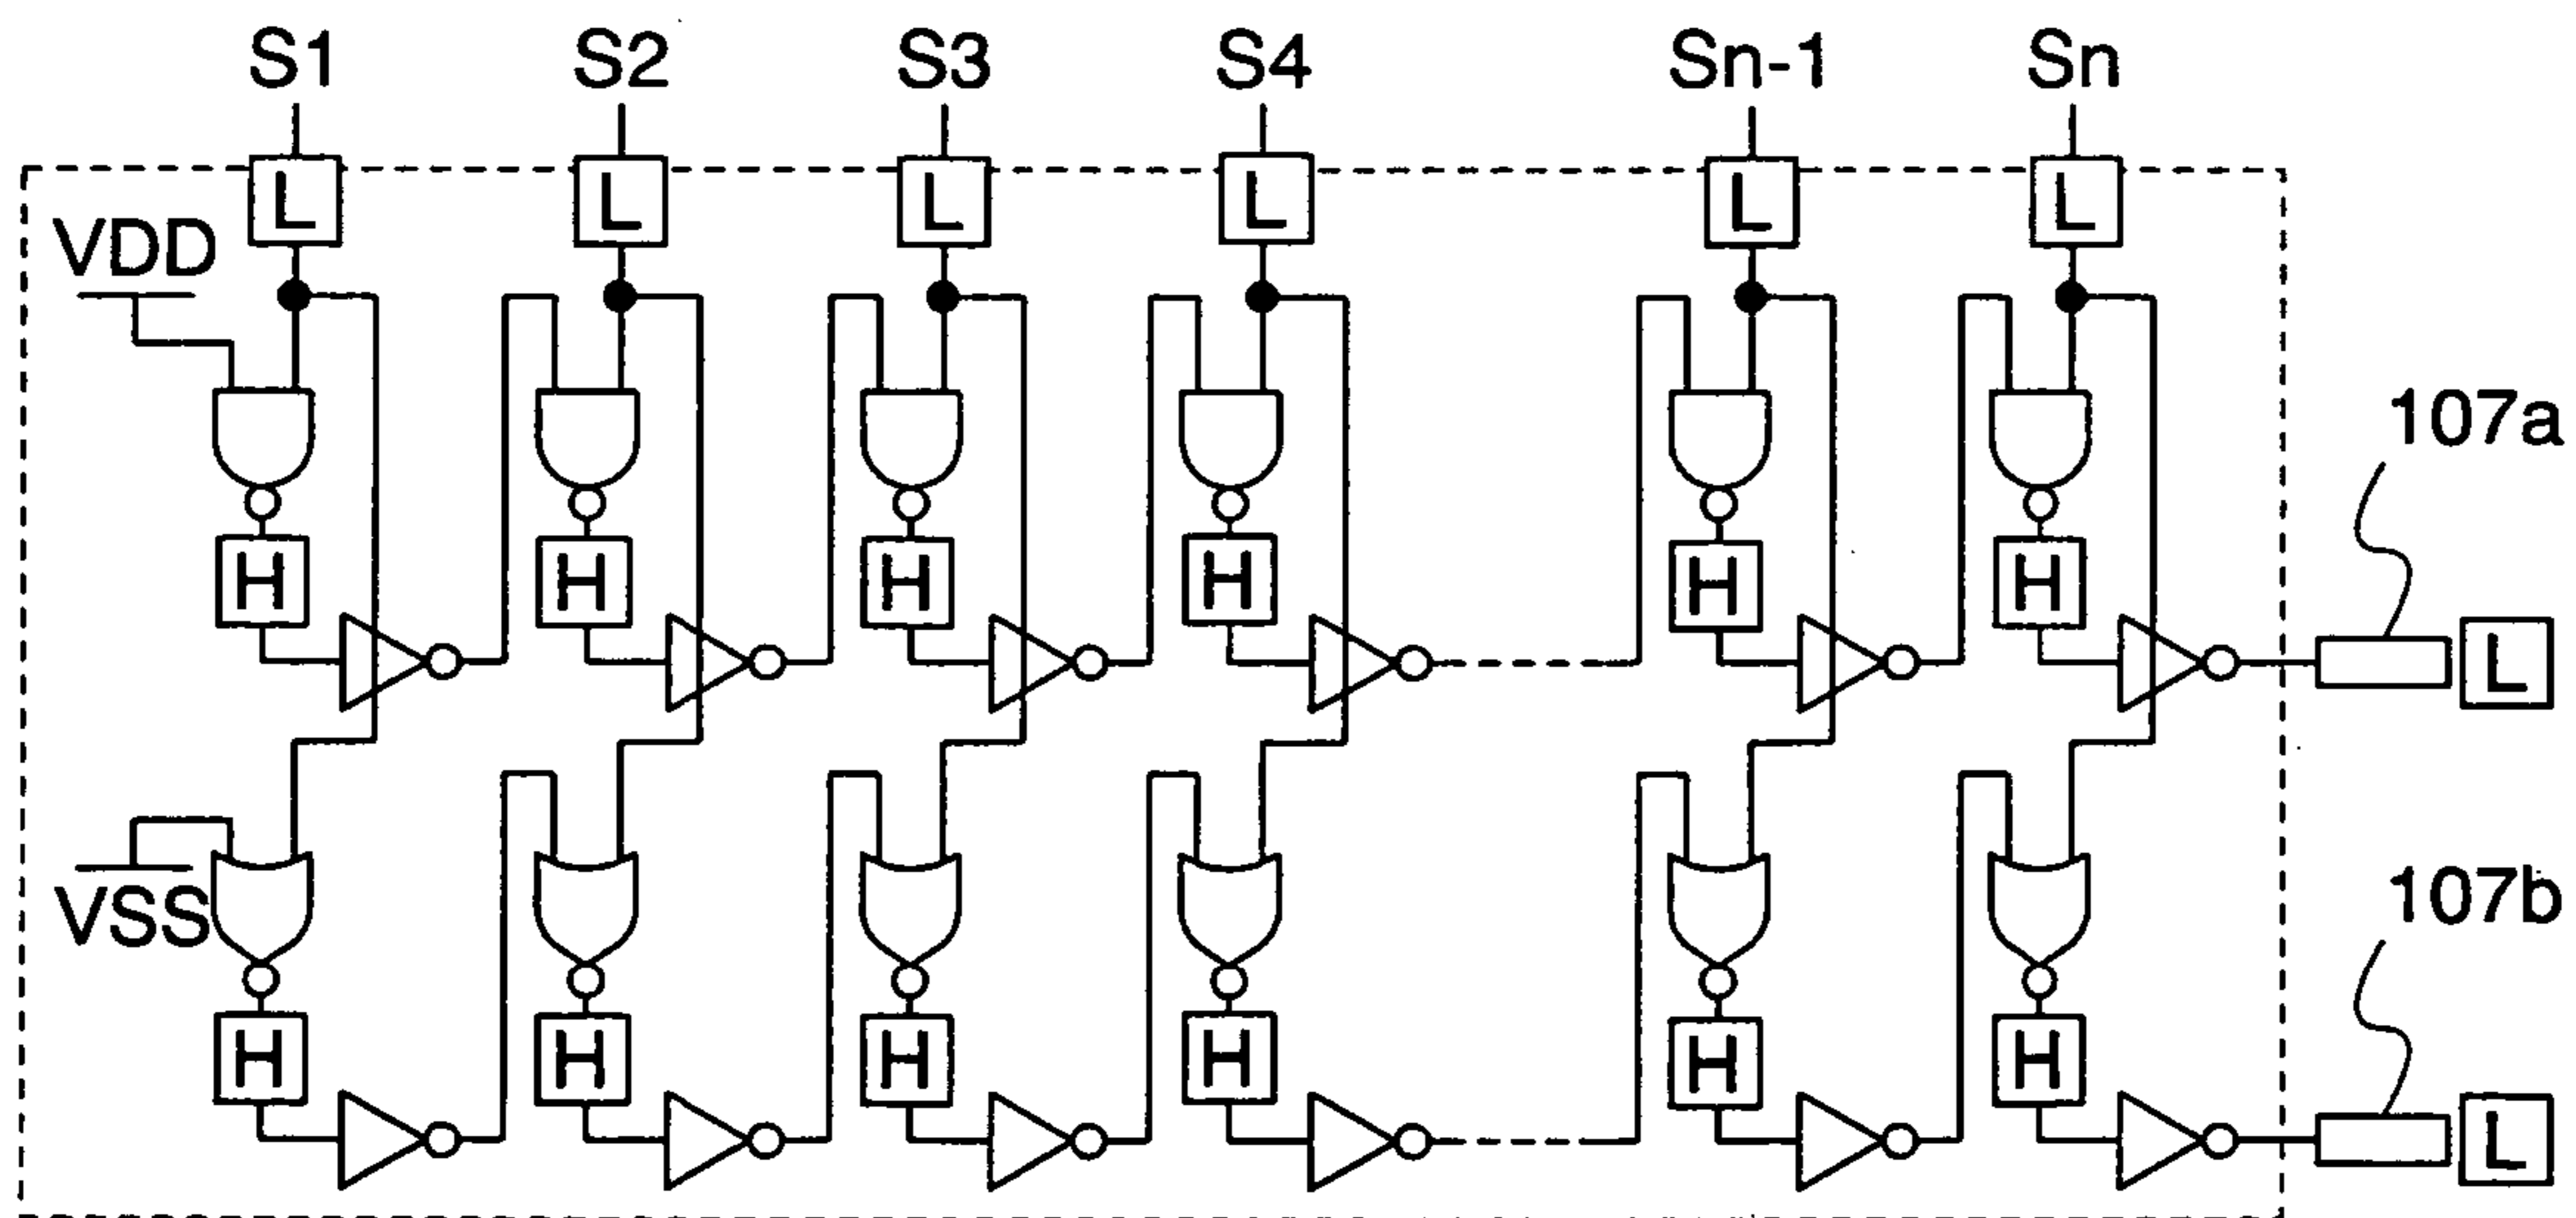 S1 S2 S3 S4 Sn-1 Sn
L L L L L L
VDD
107a
H H H H H H
L
VSS
107b
H H H H H H
L